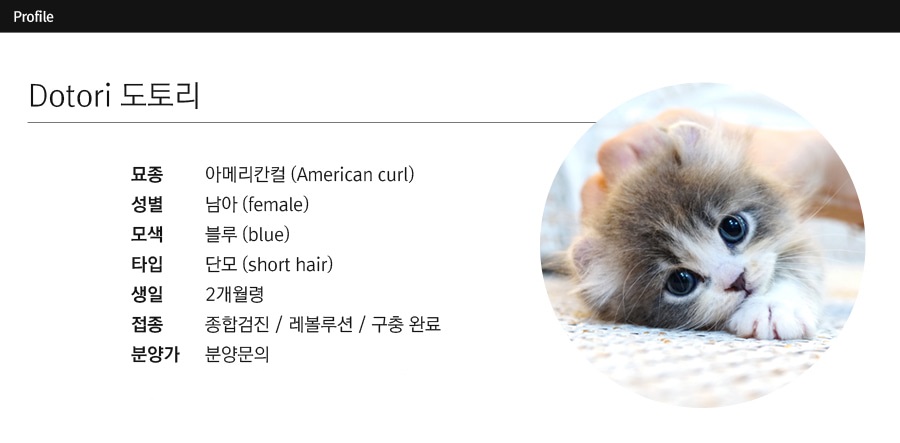 Profile
Dotori 도토리
묘종 아메리칸컬 (American curl)
성별 남아 (female)
모색 블루 (blue)
타입 단모 (short hair)
생일 2개월령
접종 종합검진 / 레볼루션 / 구충 완료
분양가 분양문의